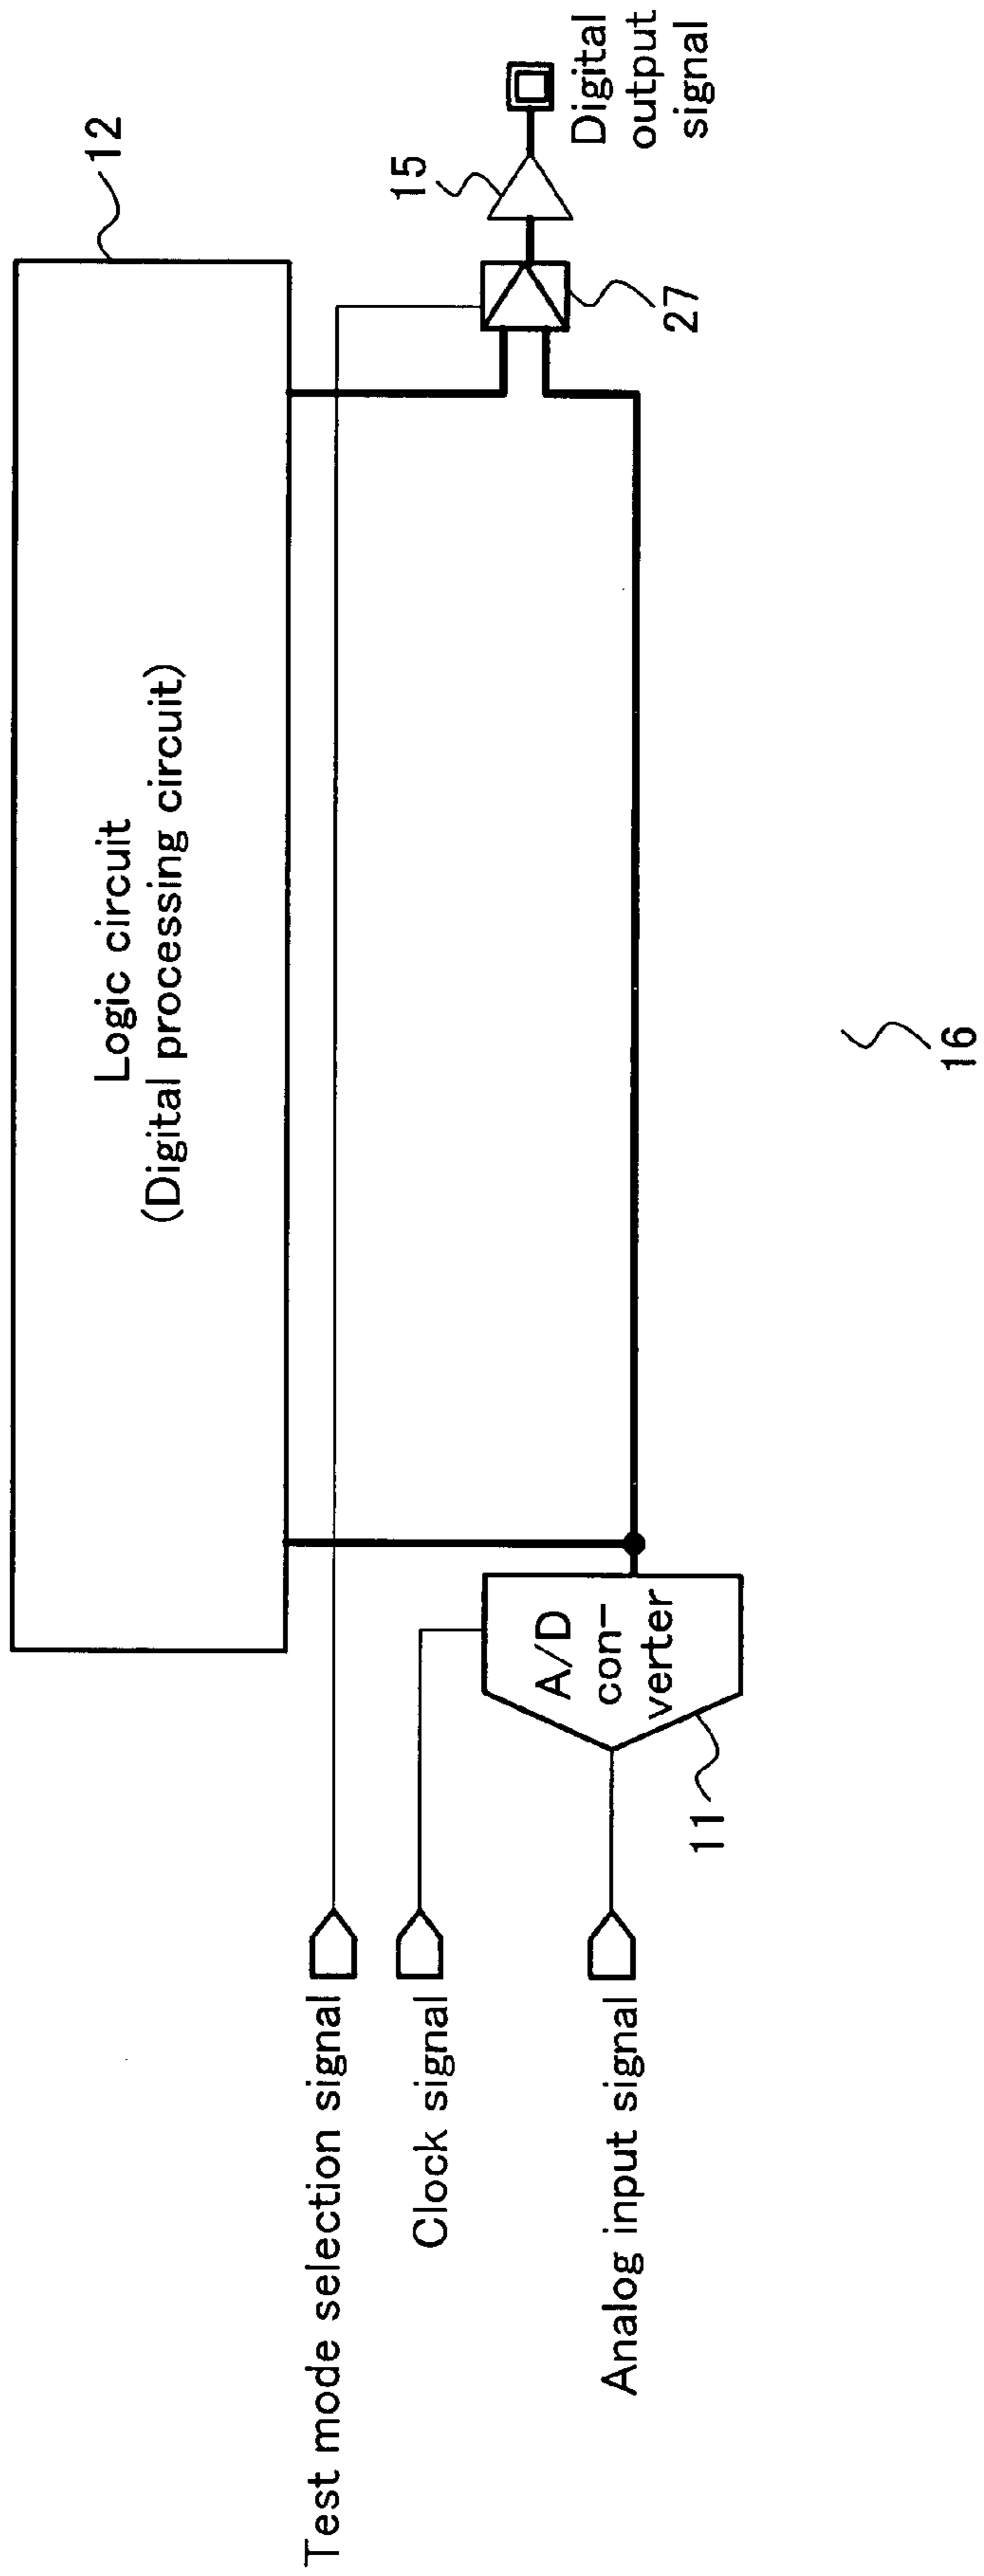 12
Logic circuit
(Digital processing circuit)
15
Digital
output
signal
27
Test mode selection signal
Clock signal
A/D
con-
verter
Analog input signal
11
16